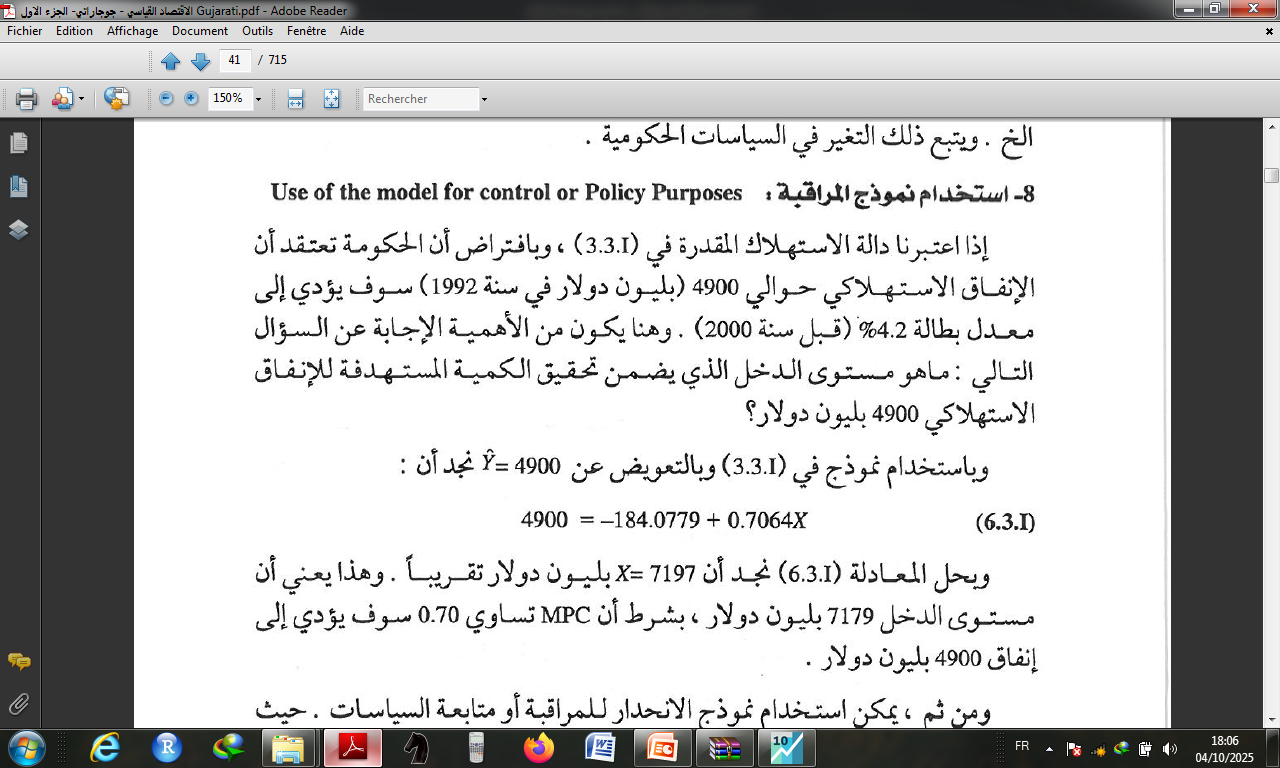 الاقتصاد القياسي - جوجاراتي- الجزء الاول Gujarati.pdf - Adobe Reader
Fichier Edition Affichage Document Outils Fenêtre Aide
41 / 715
150% Rechercher
الخ . ويتبع ذلك التغير في السياسات الحكومية .
8- استخدام نموذج المراقبة : Use of the model for control or Policy Purposes
إذا اعتبرنا دالة الاستهلاك المقدرة في (3.3.I) ، وبافتراض أن الحكومة تعتقد أن
الإنفاق الاستهلاكي حوالي 4900 (بليون دولار في سنة 1992) سوف يؤدي إلى
معدل بطالة 4.2% (قبل سنة 2000) . وهنا يكون من الأهمية الإجابة عن السؤال
التالي : ماهو مستوى الدخل الذي يضمن تحقيق الكمية المستهدفة للإنفاق
الاستهلاكي 4900 بليون دولار؟
وباستخدام نموذج في (3.3.I) وبالتعويض عن Ŷ= 4900 نجد أن :
4900 = –184.0779 + 0.7064X (6.3.I)
وبحل المعادلة (6.3.I) نجد أن X= 7197 بليون دولار تقريباً . وهذا يعني أن
مستوى الدخل 7179 بليون دولار ، بشرط أن MPC تساوي 0.70 سوف يؤدي إلى
إنفاق 4900 بليون دولار .
ومن ثم ، يمكن استخدام نموذج الانحدار للمراقبة أو متابعة السياسات . حيث
FR
18:06
04/10/2025